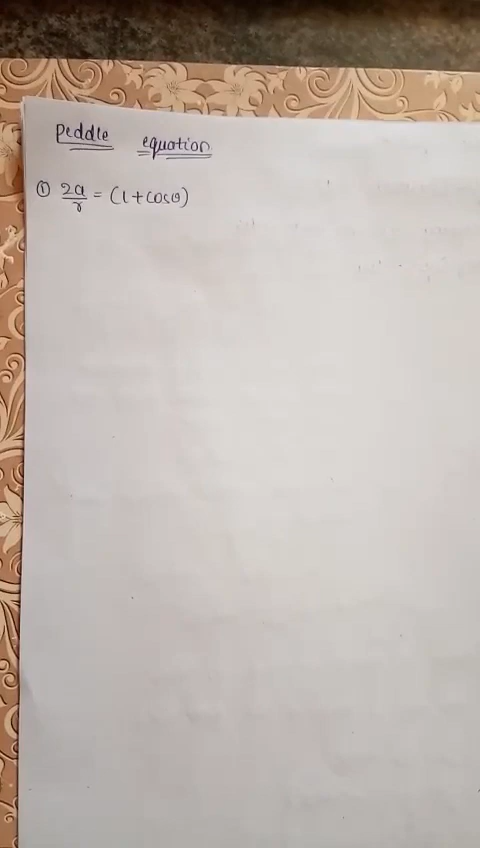 Peddle equation
① 2a/r = (1+cosθ)